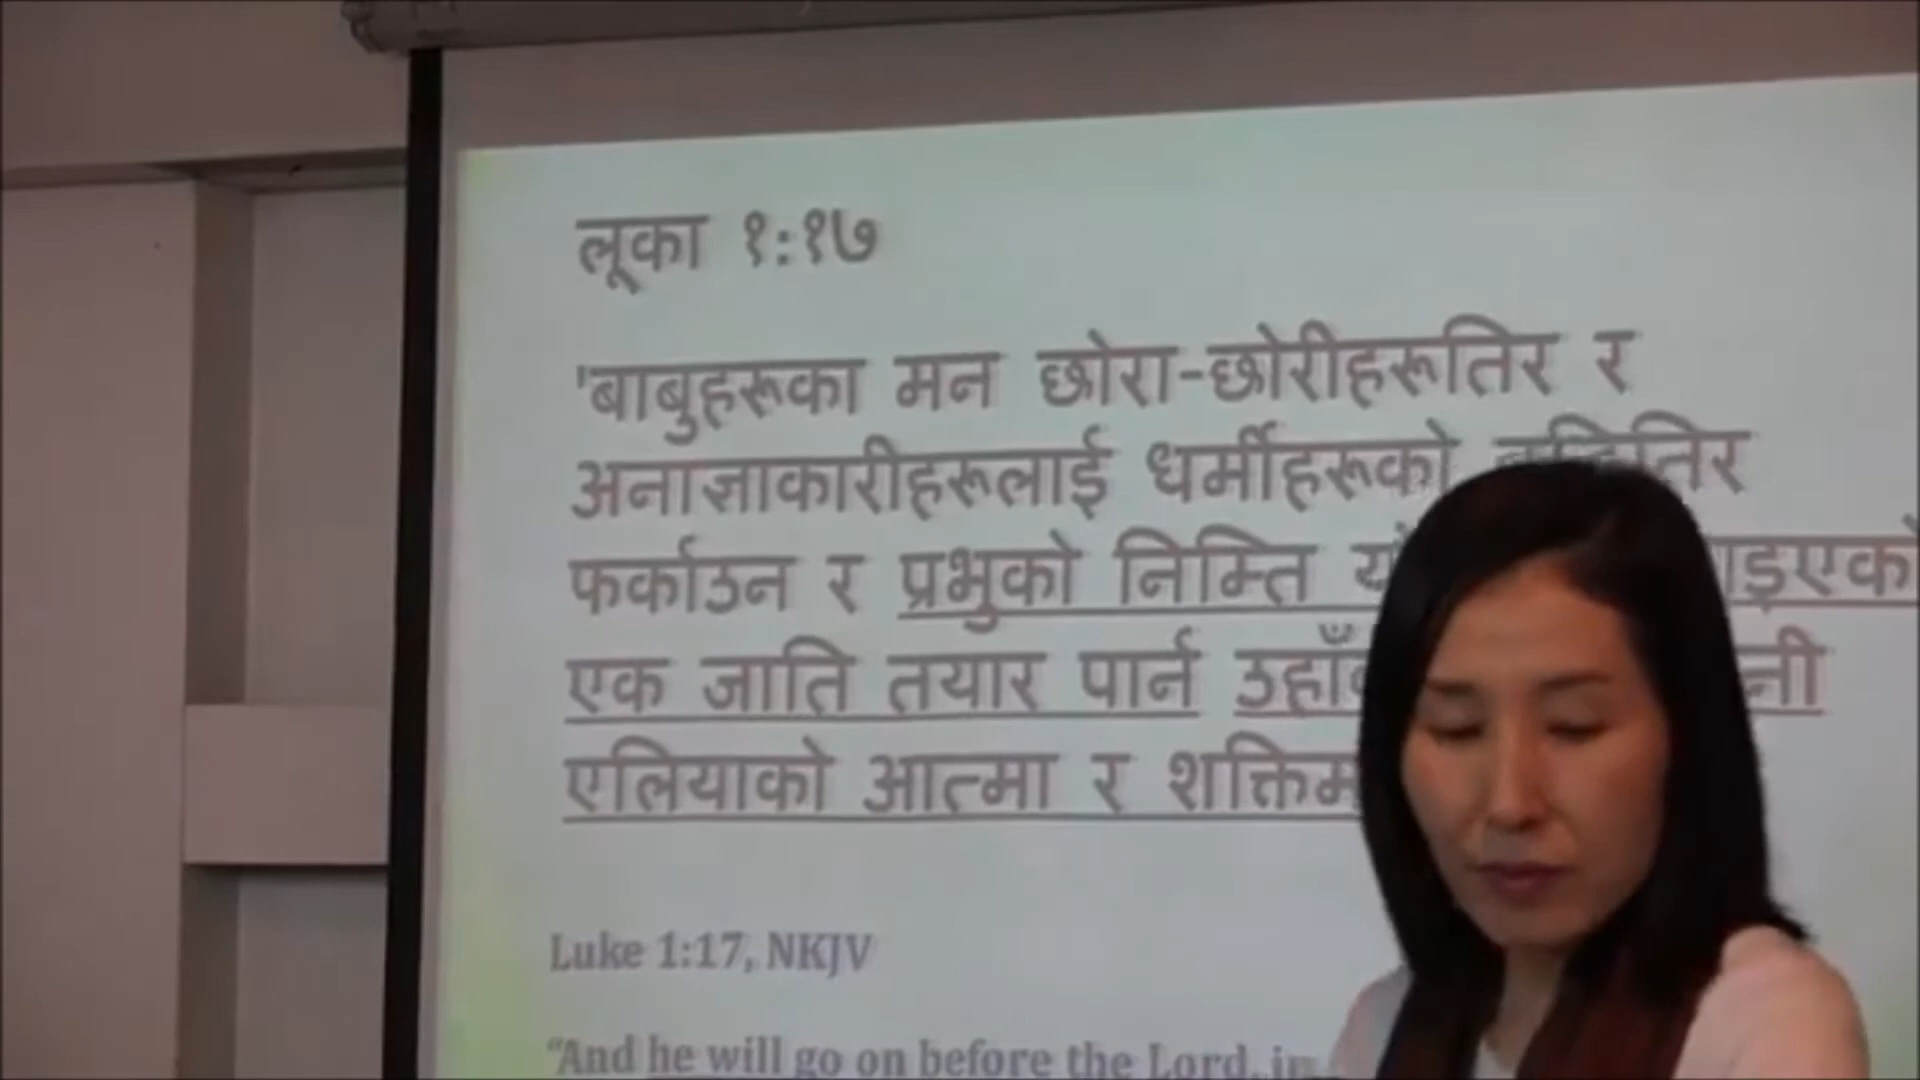 लूका १:१७
'बाबुहरूका मन छोरा-छोरीहरूतिर र
अनाज्ञाकारीहरूलाई धर्मीहरूको
फर्काउन र प्रभुको निम्ति
एक जाति तयार पार्न
एलियाको आत्मा र
Luke 1:17, NKJV
“And he will go on before the Lord, in